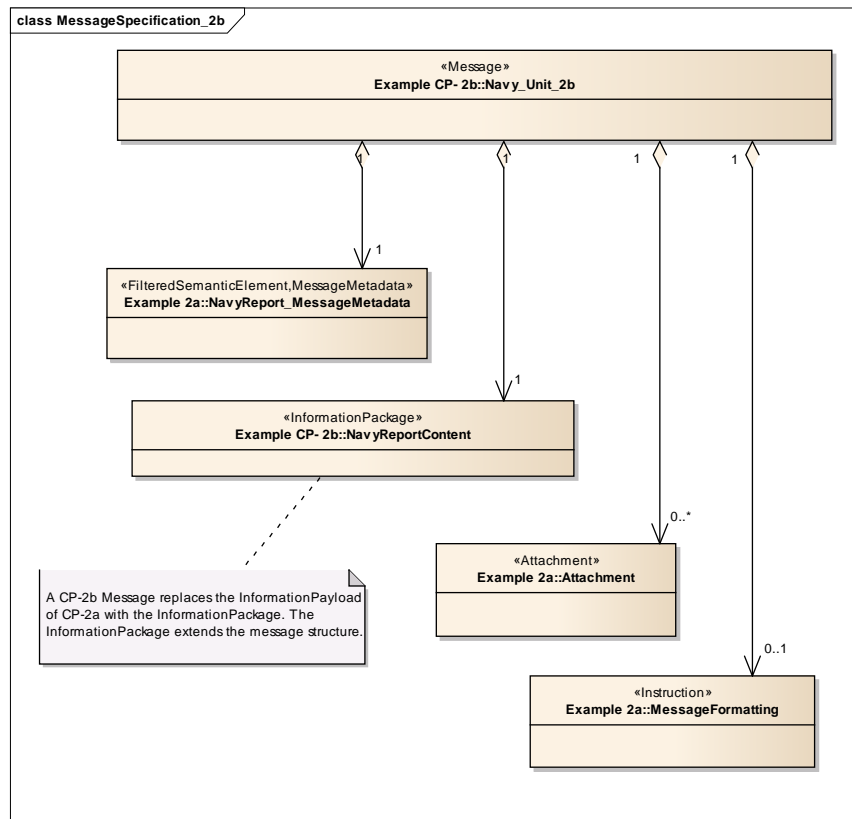 class MessageSpecification_2b
«Message»
Example CP- 2b::Navy_Unit_2b
1
1
1
1
1
«FilteredSemanticElement,MessageMetadata»
Example 2a::NavyReport_MessageMetadata
1
«InformationPackage»
Example CP- 2b::NavyReportContent
0..*
«Attachment»
Example 2a::Attachment
A CP-2b Message replaces the InformationPayload
of CP-2a with the InformationPackage. The
InformationPackage extends the message structure.
0..1
«Instruction»
Example 2a::MessageFormatting